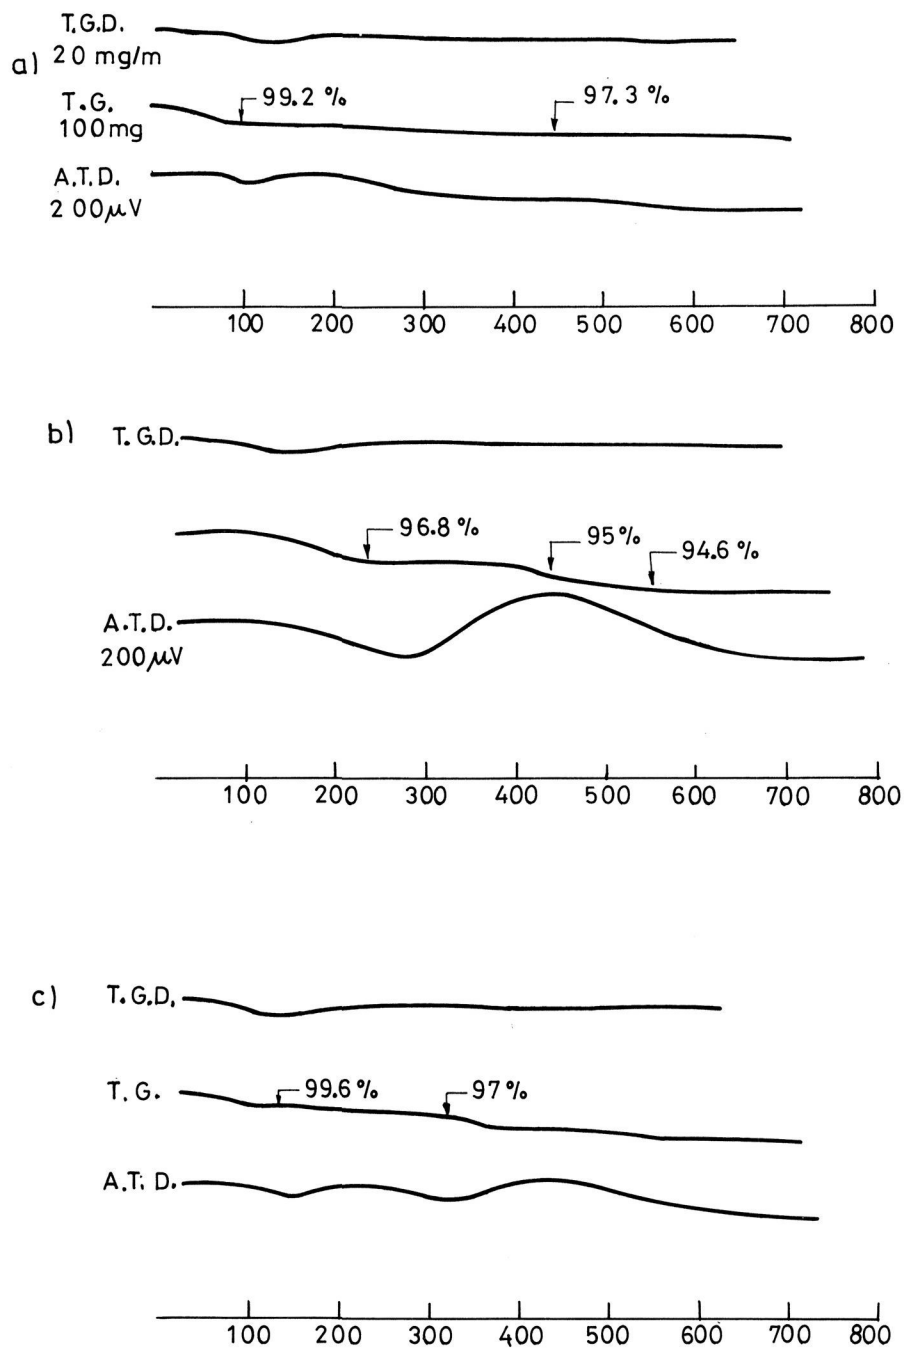 T.G.D.
20 mg/m
a)
T.G.
100mg
99.2 %
97.3 %
A.T.D.
200µV
100 200 300 400 500 600 700 800
b) T.G.D.
96.8 %
95%
94.6%
A.T.D.
200µV
100 200 300 400 500 600 700 800
c) T.G.D.
T.G.
99.6 %
97%
A.T. D.
100 200 300 400 500 600 700 800